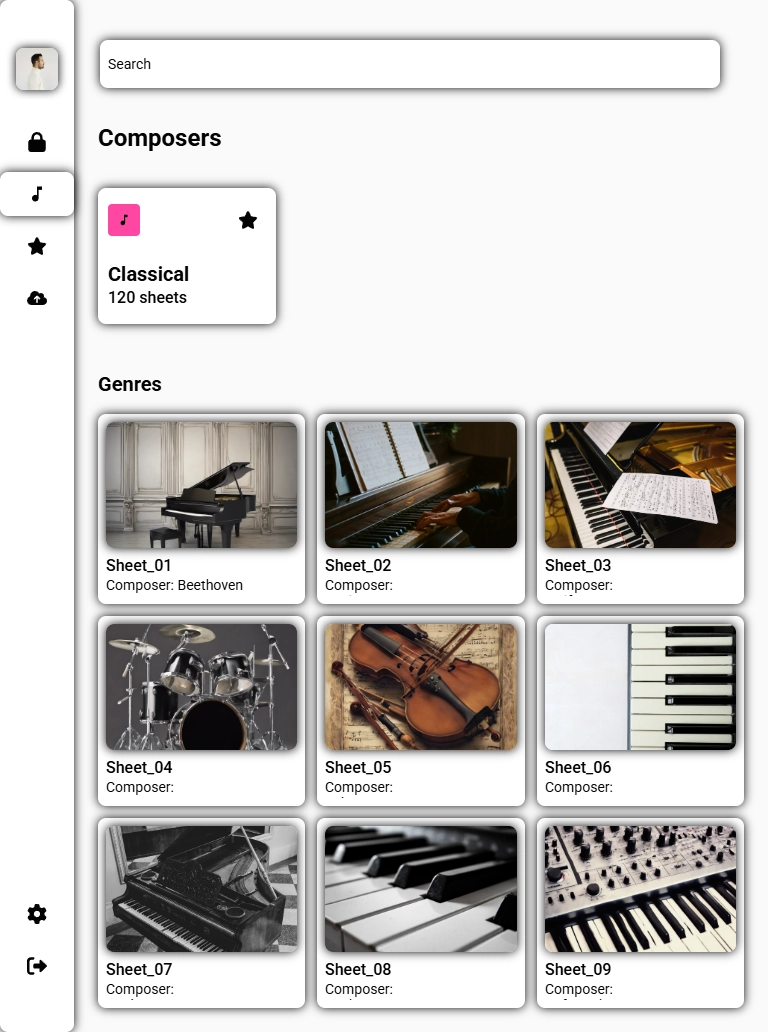 Search
Composers
Classical
120 sheets
Genres
Sheet_01
Composer: Beethoven
Sheet_02
Composer:
Sheet_03
Composer:
Sheet_04
Composer:
Sheet_05
Composer:
Sheet_06
Composer:
Sheet_07
Composer:
Sheet_08
Composer:
Sheet_09
Composer: